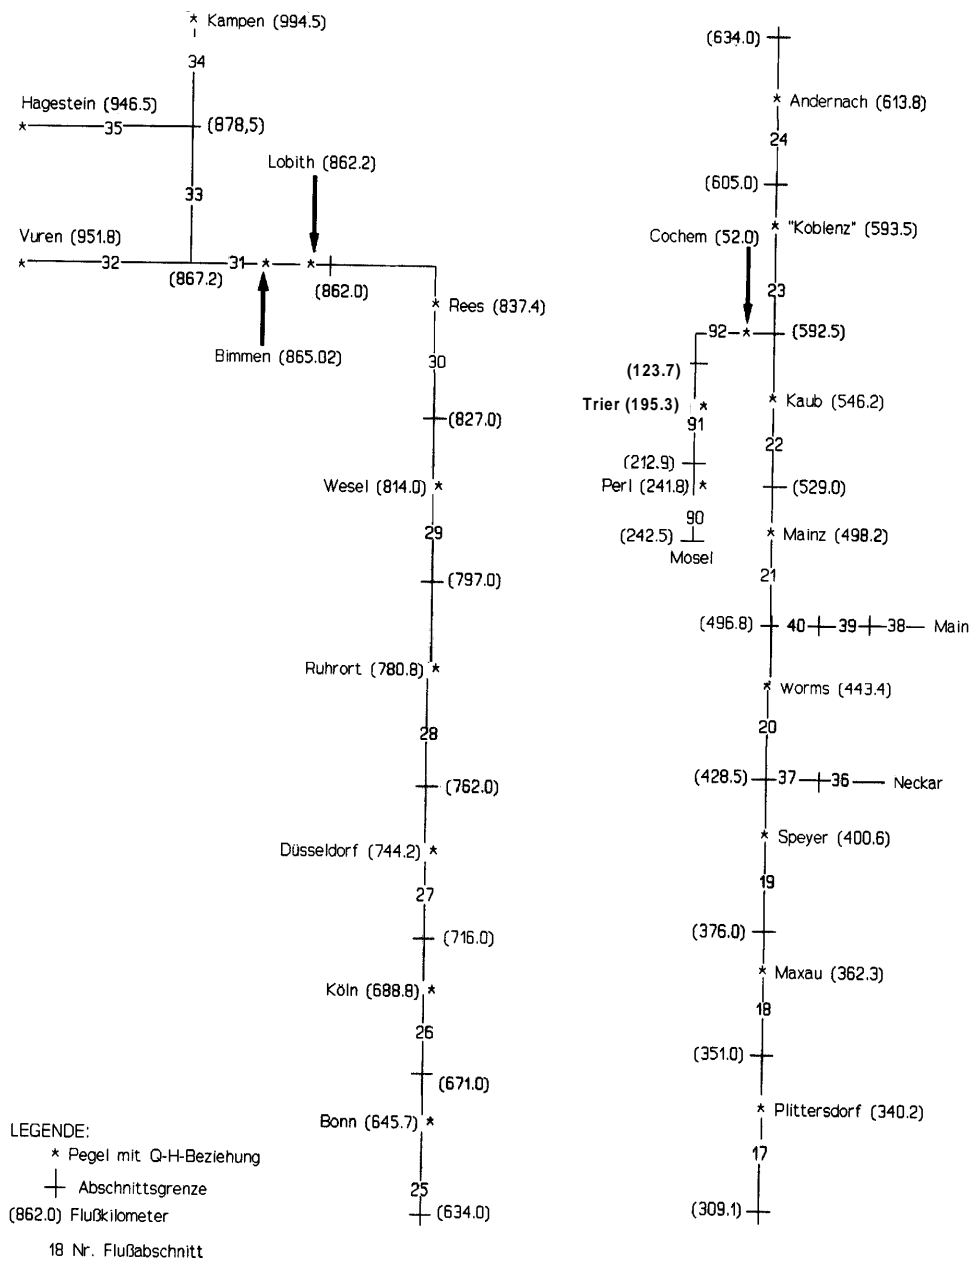 Kampen (994.5)
34
Hagestein (946.5)
35
(878,5)
Lobith (862.2)
33
Vuren (951.8)
32
31
(867.2)
(862.0)
Bimmen (865.02)
Rees (837.4)
30
(827.0)
Wesel (814.0)
29
(797.0)
Ruhrort (780.8)
28
(762.0)
Düsseldorf (744.2)
27
(716.0)
Köln (688.8)
26
(671.0)
Bonn (645.7)
25
(634.0)
LEGENDE:
* Pegel mit Q-H-Beziehung
Abschnittsgrenze
(862.0) Flußkilometer
18 Nr. Flußabschnitt
(634.0)
Andernach (613.8)
24
(605.0)
"Koblenz" (593.5)
Cochem (52.0)
23
92
(592.5)
(123.7)
Trier (195.3)
91
Kaub (546.2)
22
(212.9)
Perl (241.8)
(529.0)
90
(242.5)
Mosel
Mainz (498.2)
21
(496.8)
40
39
38
Main
Worms (443.4)
20
(428.5)
37
36
Neckar
Speyer (400.6)
19
(376.0)
Maxau (362.3)
18
(351.0)
Plittersdorf (340.2)
17
(309.1)